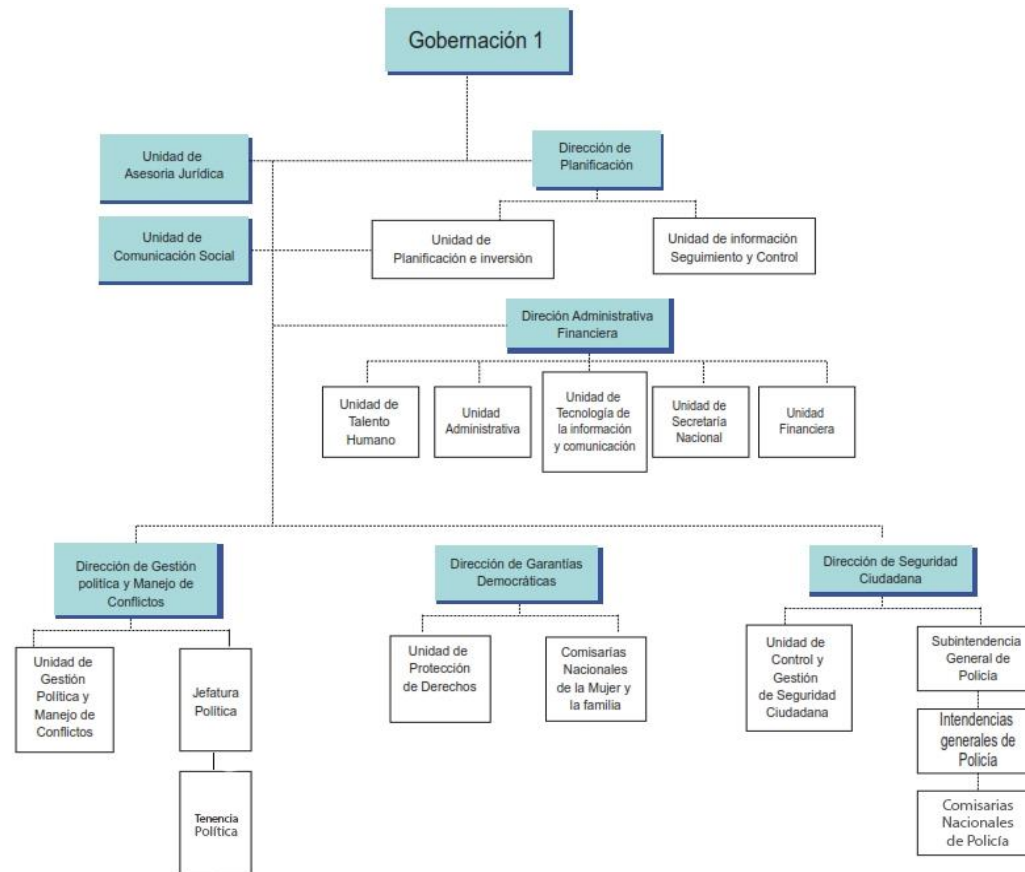 Gobernación 1
Unidad de
Asesoria Jurídica
Dirección de
Planificación
Unidad de
Comunicación Social
Unidad de
Planificación e inversión
Unidad de información
Seguimiento y Control
Direción Administrativa
Financiera
Unidad de
Talento
Humano
Unidad
Administrativa
Unidad de
Tecnología de
la información
y comunicación
Unidad de
Secretaría
Nacional
Unidad
Financiera
Dirección de Gestión
politíca y Manejo de
Conflictos
Dirección de Garantías
Democráticas
Dirección de Seguridad
Ciudadana
Unidad de
Gestión
Política y
Manejo de
Conflictos
Jefatura
Política
Tenencia
Política
Unidad de
Protección
de Derechos
Comisarías
Nacionales
de la Mujer y
la familia
Unidad de
Control y
Gestión
de Seguridad
Ciudadana
Subintendencia
General de
Policía
Intendencias
generales de
Policía
Comisarias
Nacionales
de Policía